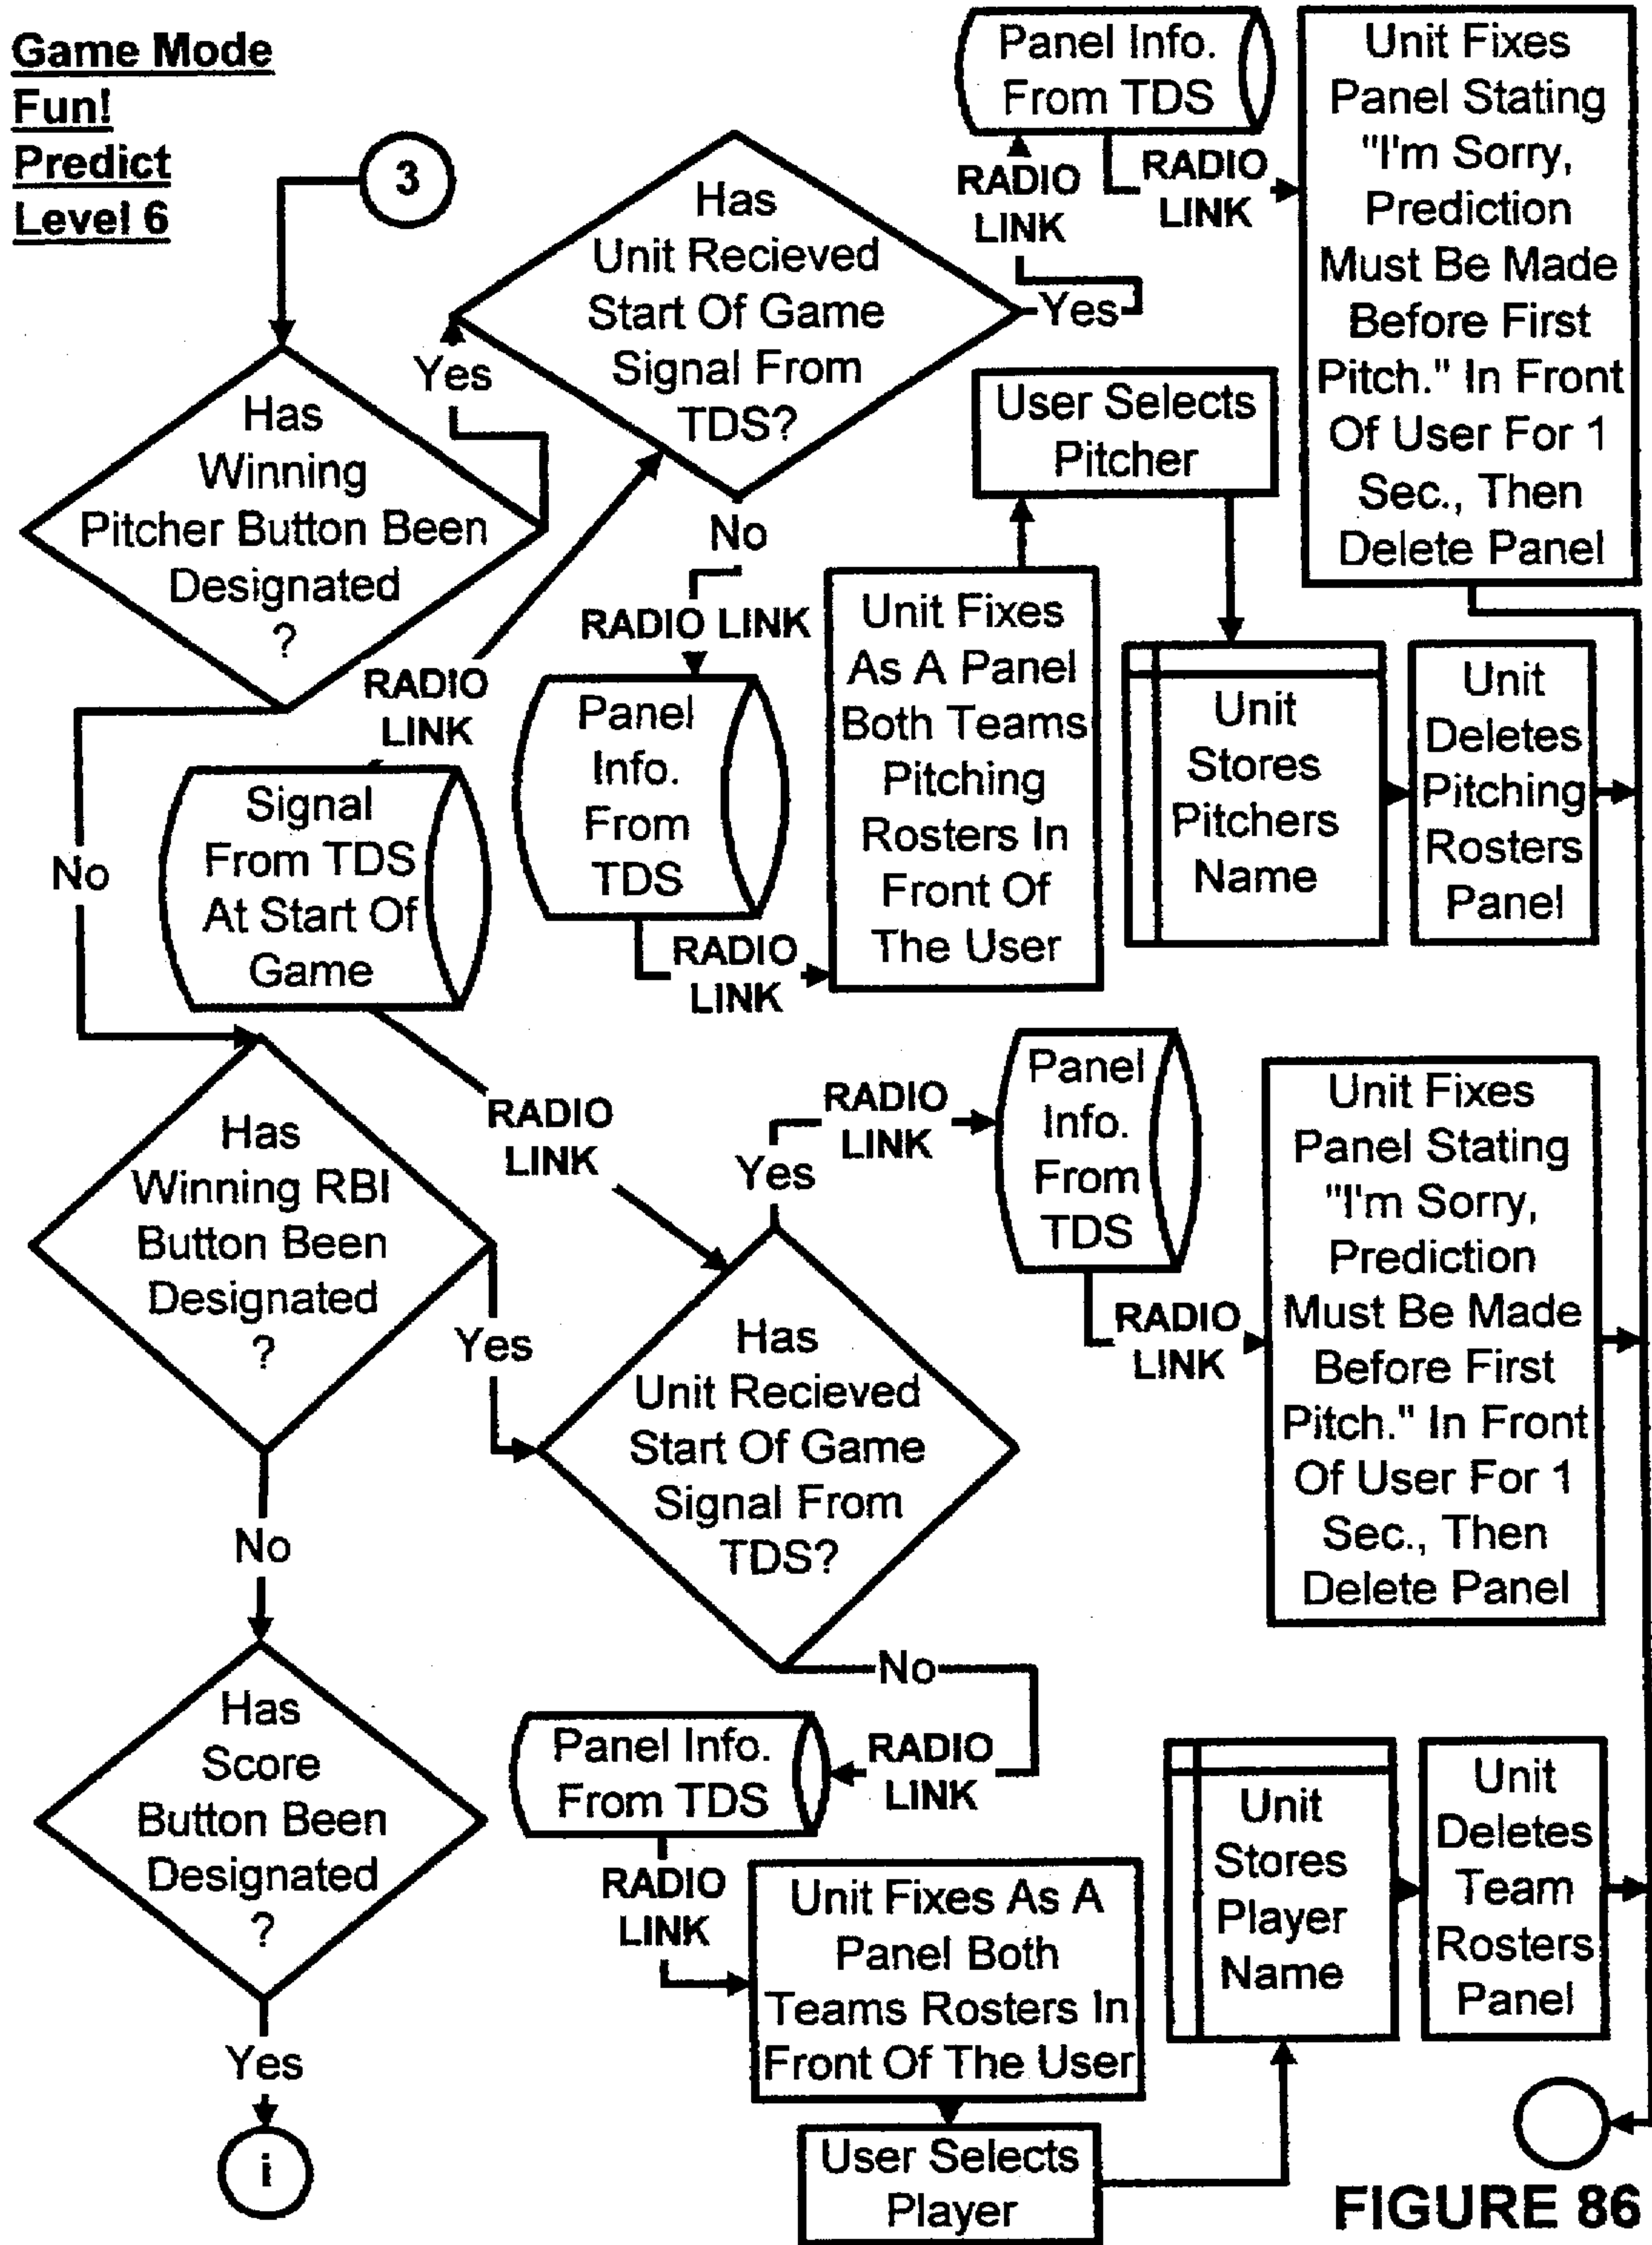 Game Mode
Fun!
Predict
Level 6
3
Has
Winning
Pitcher Button Been
Designated
?
Yes
No
Has
Unit Recieved
Start Of Game
Signal From
TDS?
Yes
No
RADIO
LINK
Panel Info.
From TDS
RADIO
LINK
Unit Fixes
Panel Stating
"I'm Sorry,
Prediction
Must Be Made
Before First
Pitch." In Front
Of User For 1
Sec., Then
Delete Panel
RADIO LINK
Panel
Info.
From
TDS
RADIO
LINK
Unit Fixes
As A Panel
Both Teams
Pitching
Rosters In
Front Of
The User
User Selects
Pitcher
Unit
Stores
Pitchers
Name
Unit
Deletes
Pitching
Rosters
Panel
RADIO
LINK
Signal
From TDS
At Start Of
Game
RADIO
LINK
Has
Winning RBI
Button Been
Designated
?
Yes
No
Has
Unit Recieved
Start Of Game
Signal From
TDS?
Yes
RADIO
LINK
Panel
Info.
From
TDS
RADIO
LINK
Unit Fixes
Panel Stating
"I'm Sorry,
Prediction
Must Be Made
Before First
Pitch." In Front
Of User For 1
Sec., Then
Delete Panel
No
RADIO
LINK
Panel Info.
From TDS
RADIO
LINK
Unit Fixes As A
Panel Both
Teams Rosters In
Front Of The User
User Selects
Player
Unit
Stores
Player
Name
Unit
Deletes
Team
Rosters
Panel
Has
Score
Button Been
Designated
?
Yes
i
FIGURE 86